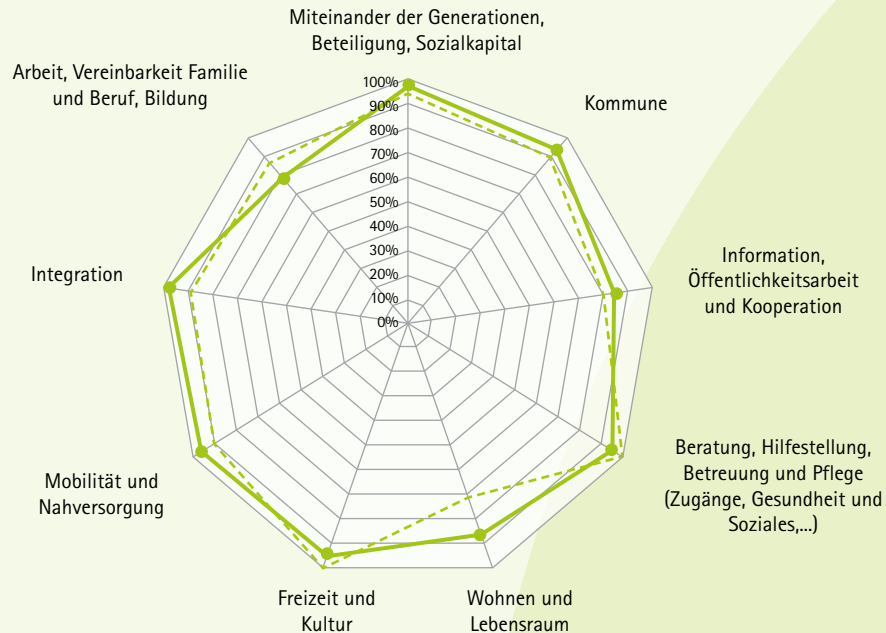 Miteinander der Generationen,
Beteiligung, Sozialkapital
Arbeit, Vereinbarkeit Familie
und Beruf, Bildung
Kommune
100%
90%
80%
70%
60%
50%
40%
30%
20%
10%
0%
Integration
Information,
Öffentlichkeitsarbeit
und Kooperation
Mobilität und
Nahversorgung
Beratung, Hilfestellung,
Betreuung und Pflege
(Zugänge, Gesundheit und
Soziales,...)
Freizeit und
Kultur
Wohnen und
Lebensraum